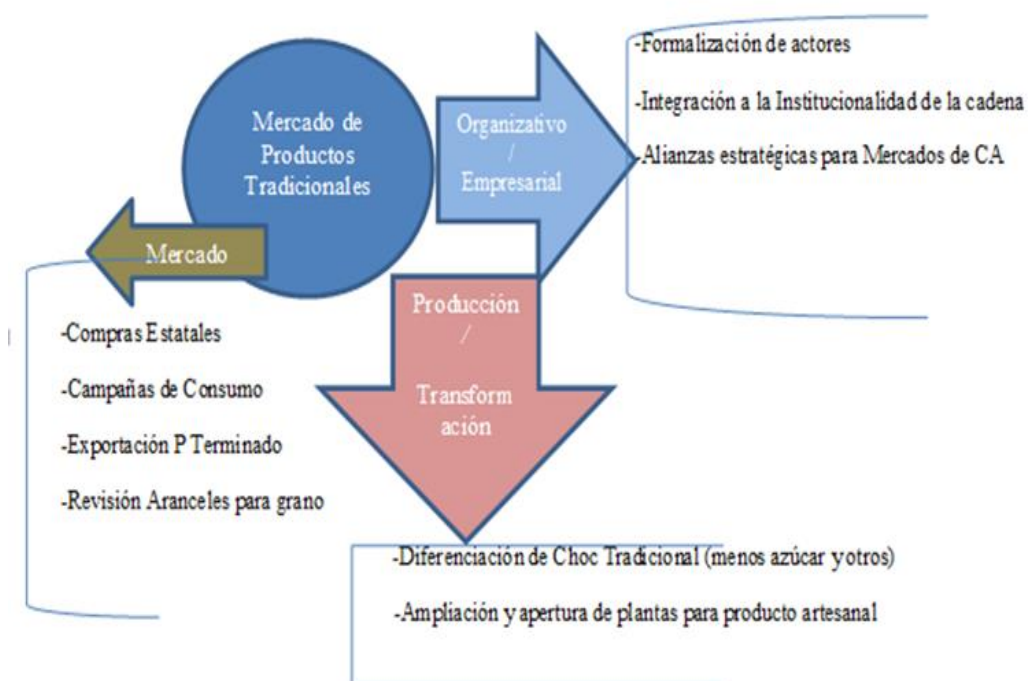 Mercado de
Productos
Tradicionales
Organizativo
/
Empresarial
-Formalización de actores
-Integración a la Institucionalidad de la cadena
-Alianzas estratégicas para Mercados de CA
Mercado
-Compras Estatales
-Campañas de Consumo
-Exportación P Terminado
-Revisión Aranceles para grano
Producción
/
Transform
ación
-Diferenciación de Choc Tradicional (menos azúcar y otros)
-Ampliación y apertura de plantas para producto artesanal